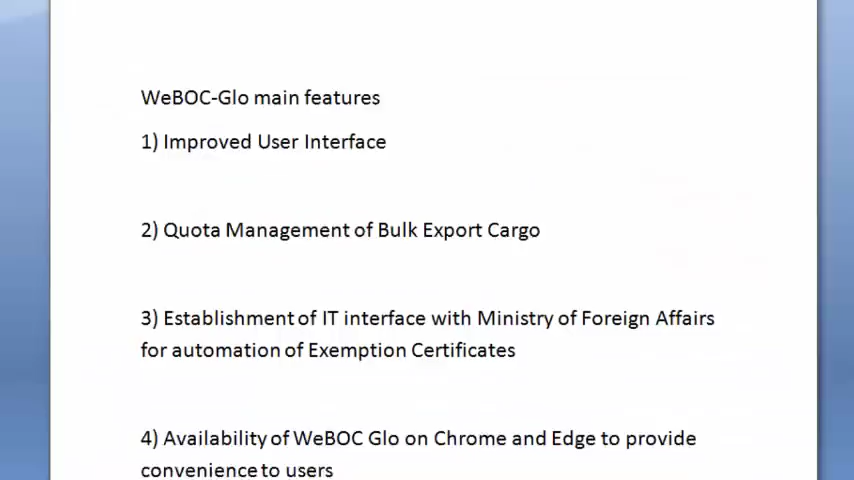 WeBOC-Glo main features
1) Improved User Interface
2) Quota Management of Bulk Export Cargo
3) Establishment of IT interface with Ministry of Foreign Affairs
for automation of Exemption Certificates
4) Availability of WeBOC Glo on Chrome and Edge to provide
convenience to users